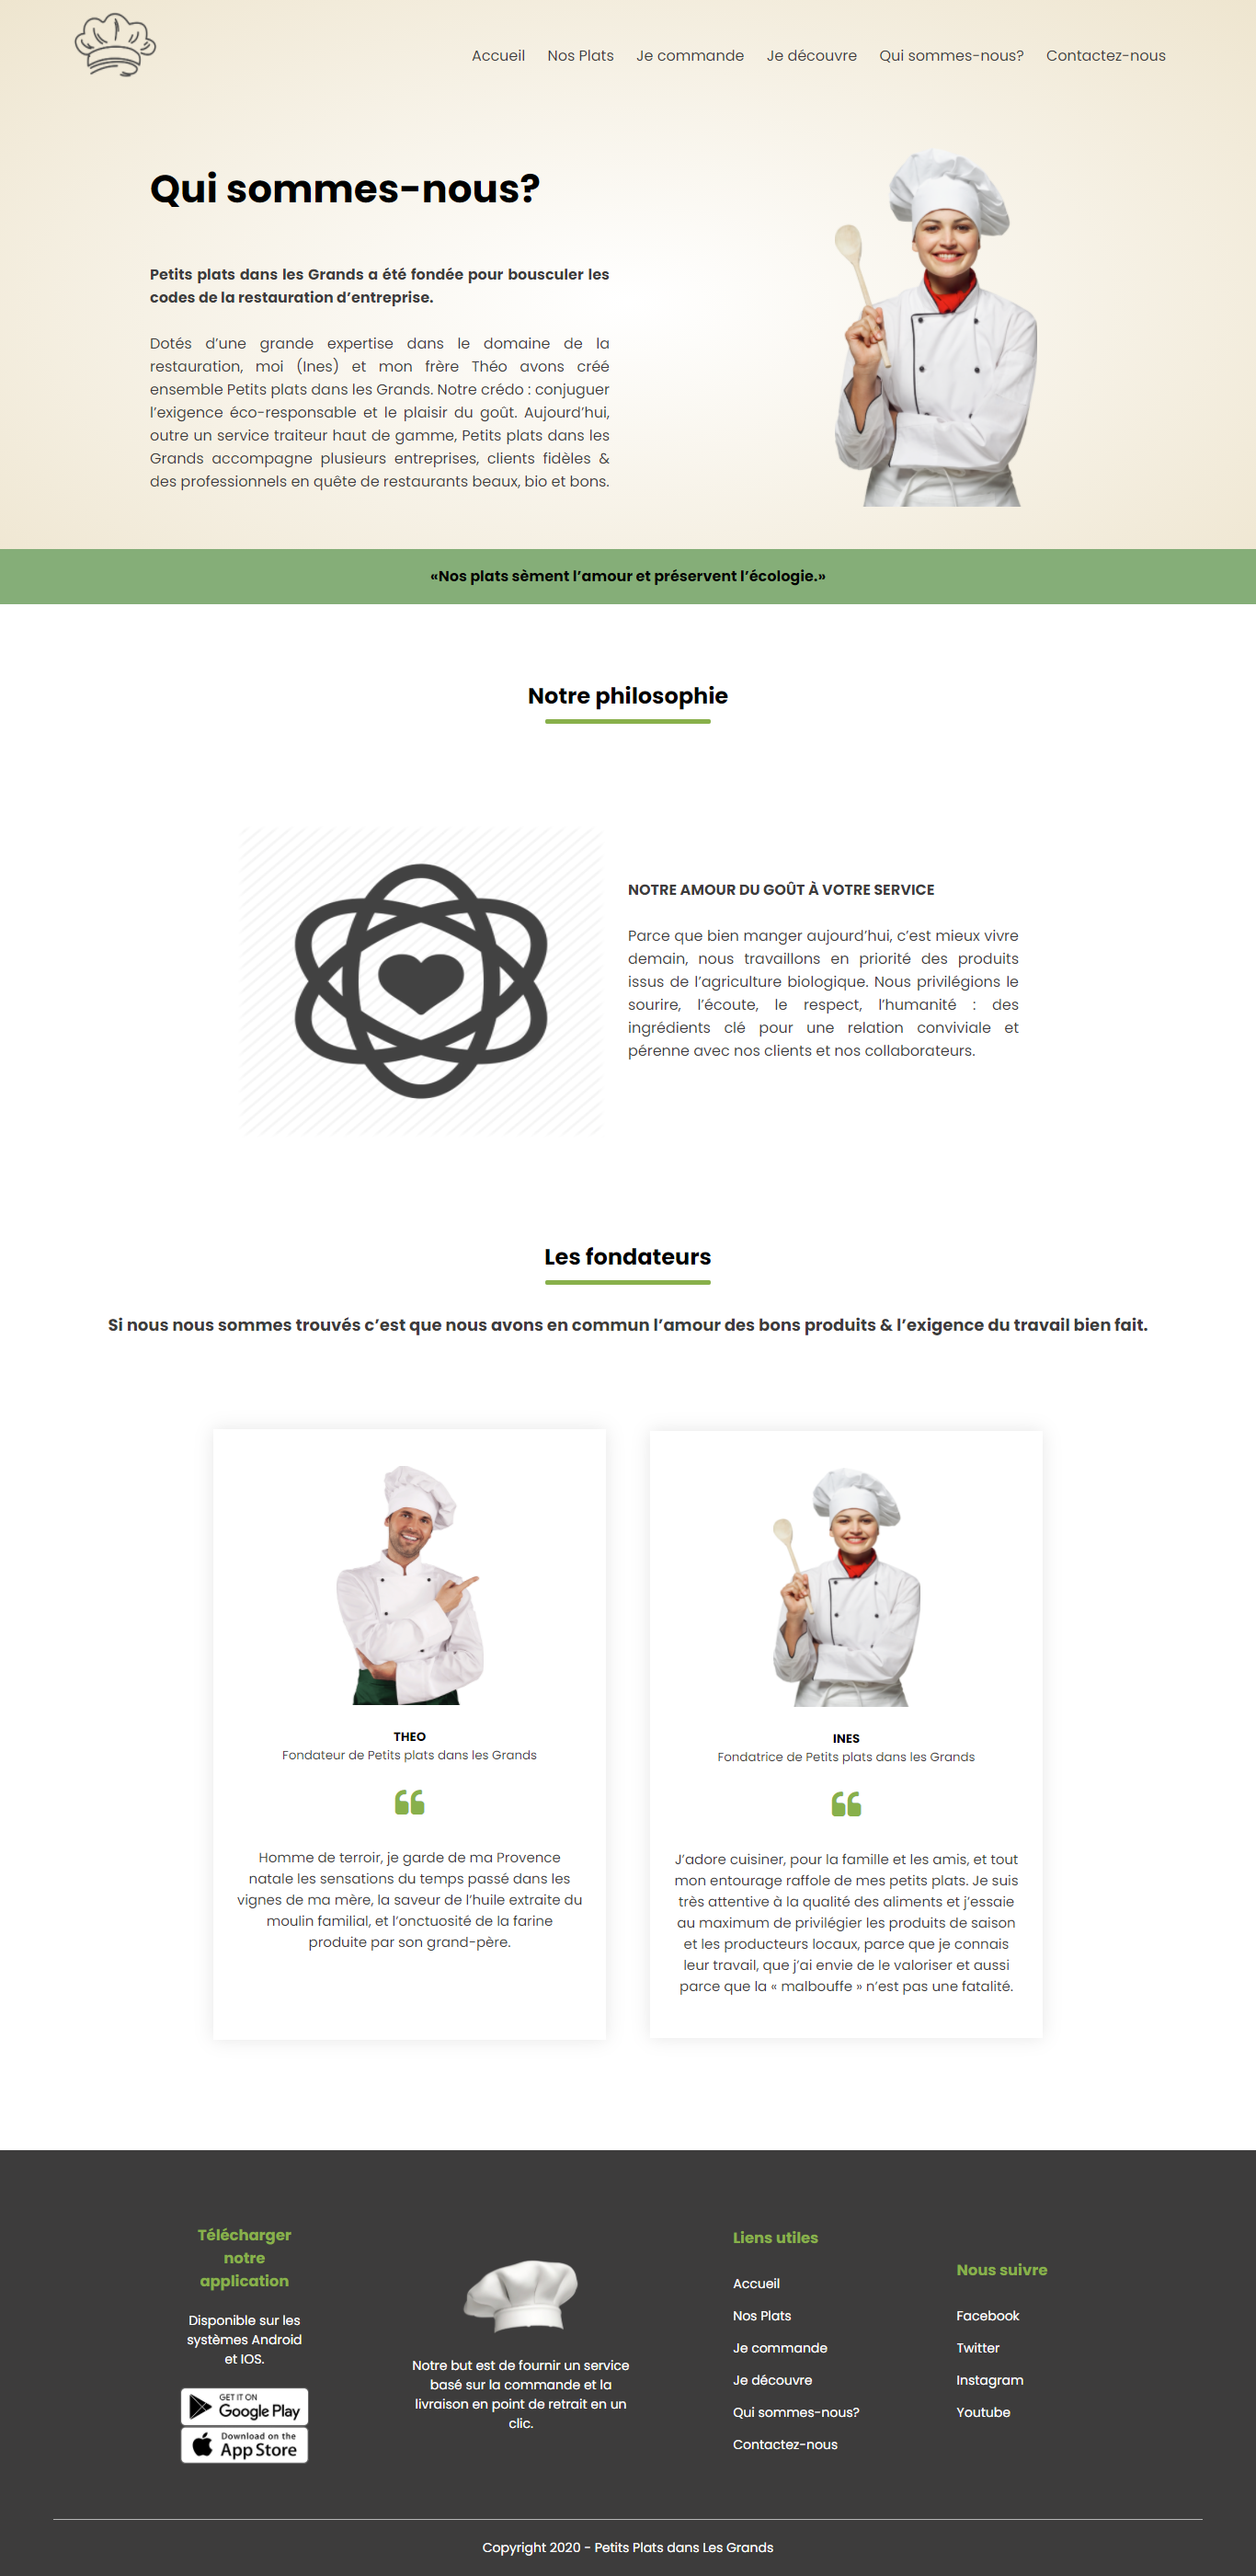 Accueil Nos Plats Je commande Je découvre Qui sommes-nous? Contactez-nous
Qui sommes-nous?
Petits plats dans les Grands a été fondée pour bousculer les
codes de la restauration d’entreprise.
Dotés d’une grande expertise dans le domaine de la
restauration, moi (Ines) et mon frère Théo avons créé
ensemble Petits plats dans les Grands. Notre crédo : conjuguer
l’exigence éco-responsable et le plaisir du goût. Aujourd’hui,
outre un service traiteur haut de gamme, Petits plats dans les
Grands accompagne plusieurs entreprises, clients fidèles &
des professionnels en quête de restaurants beaux, bio et bons.
«Nos plats sèment l’amour et préservent l’écologie.»
Notre philosophie
NOTRE AMOUR DU GOÛT À VOTRE SERVICE
Parce que bien manger aujourd’hui, c’est mieux vivre
demain, nous travaillons en priorité des produits
issus de l’agriculture biologique. Nous privilégions le
sourire, l’écoute, le respect, l’humanité : des
ingrédients clé pour une relation conviviale et
pérenne avec nos clients et nos collaborateurs.
Les fondateurs
Si nous nous sommes trouvés c’est que nous avons en commun l’amour des bons produits & l’exigence du travail bien fait.
THEO
Fondateur de Petits plats dans les Grands
Homme de terroir, je garde de ma Provence
natale les sensations du temps passé dans les
vignes de ma mère, la saveur de l’huile extraite du
moulin familial, et l’onctuosité de la farine
produite par son grand-père.
INES
Fondatrice de Petits plats dans les Grands
J’adore cuisiner, pour la famille et les amis, et tout
mon entourage raffole de mes petits plats. Je suis
très attentive à la qualité des aliments et j’essaie
au maximum de privilégier les produits de saison
et les producteurs locaux, parce que je connais
leur travail, que j’ai envie de le valoriser et aussi
parce que la « malbouffe » n’est pas une fatalité.
Télécharger
notre
application
Disponible sur les
systèmes Android
et IOS.
GET IT ON
Google Play
Download on the
App Store
Notre but est de fournir un service
basé sur la commande et la
livraison en point de retrait en un
clic.
Liens utiles
Accueil
Nos Plats
Je commande
Je découvre
Qui sommes-nous?
Contactez-nous
Nous suivre
Facebook
Twitter
Instagram
Youtube
Copyright 2020 - Petits Plats dans Les Grands